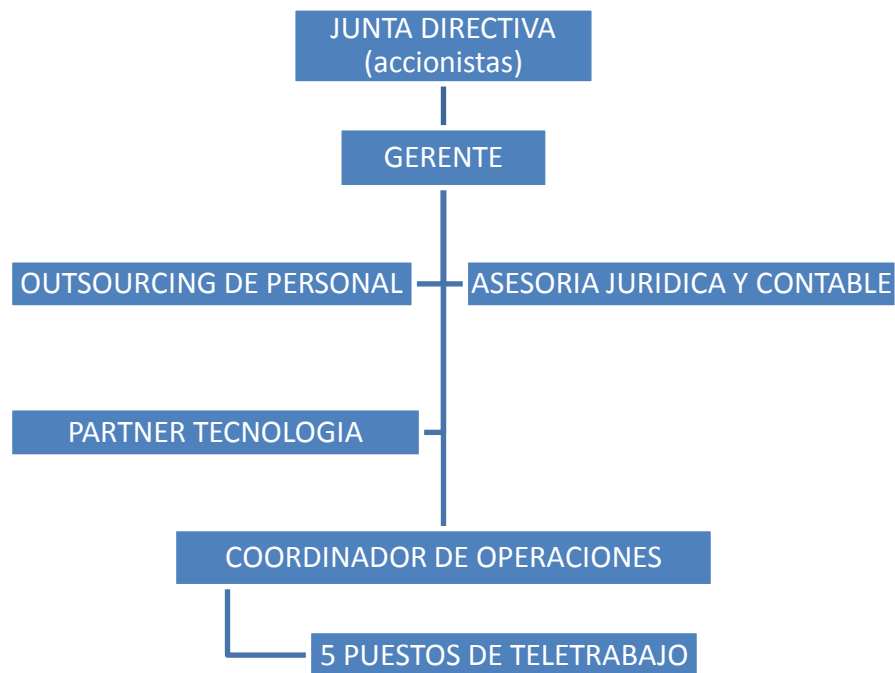 JUNTA DIRECTIVA
(accionistas)
GERENTE
OUTSOURCING DE PERSONAL
ASESORIA JURIDICA Y CONTABLE
PARTNER TECNOLOGIA
COORDINADOR DE OPERACIONES
5 PUESTOS DE TELETRABAJO